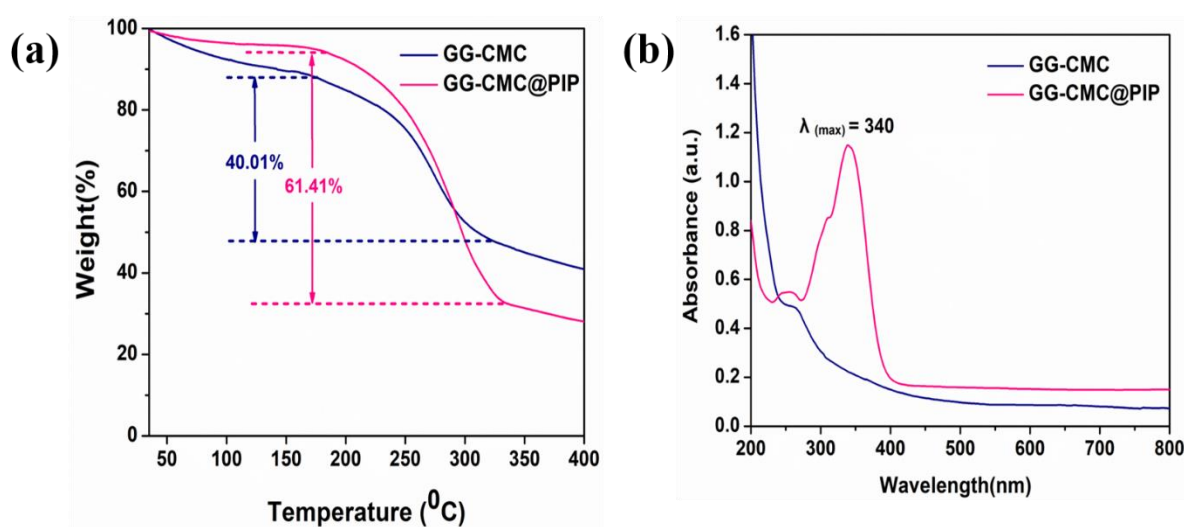 (a)
100
80
60
40
20
0
Weight(%)
GG-CMC
GG-CMC@PIP
40.01%
61.41%
50 100 150 200 250 300 350 400
Temperature (⁰C)
(b)
1.6
1.4
1.2
1.0
0.8
0.6
0.4
0.2
0.0
Absorbance (a.u.)
GG-CMC
GG-CMC@PIP
λ (max) = 340
200 300 400 500 600 700 800
Wavelength(nm)